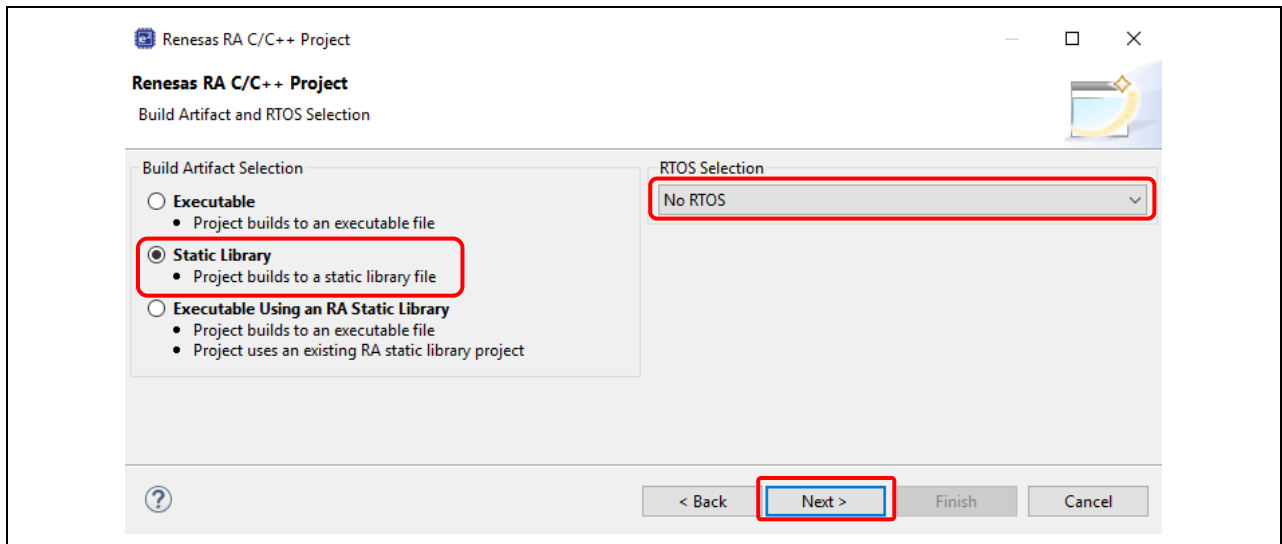 Renesas RA C/C++ Project
Renesas RA C/C++ Project
Build Artifact and RTOS Selection
Build Artifact Selection
Executable
• Project builds to an executable file
Static Library
• Project builds to a static library file
Executable Using an RA Static Library
• Project builds to an executable file
• Project uses an existing RA static library project
RTOS Selection
No RTOS
?
< Back
Next >
Finish
Cancel